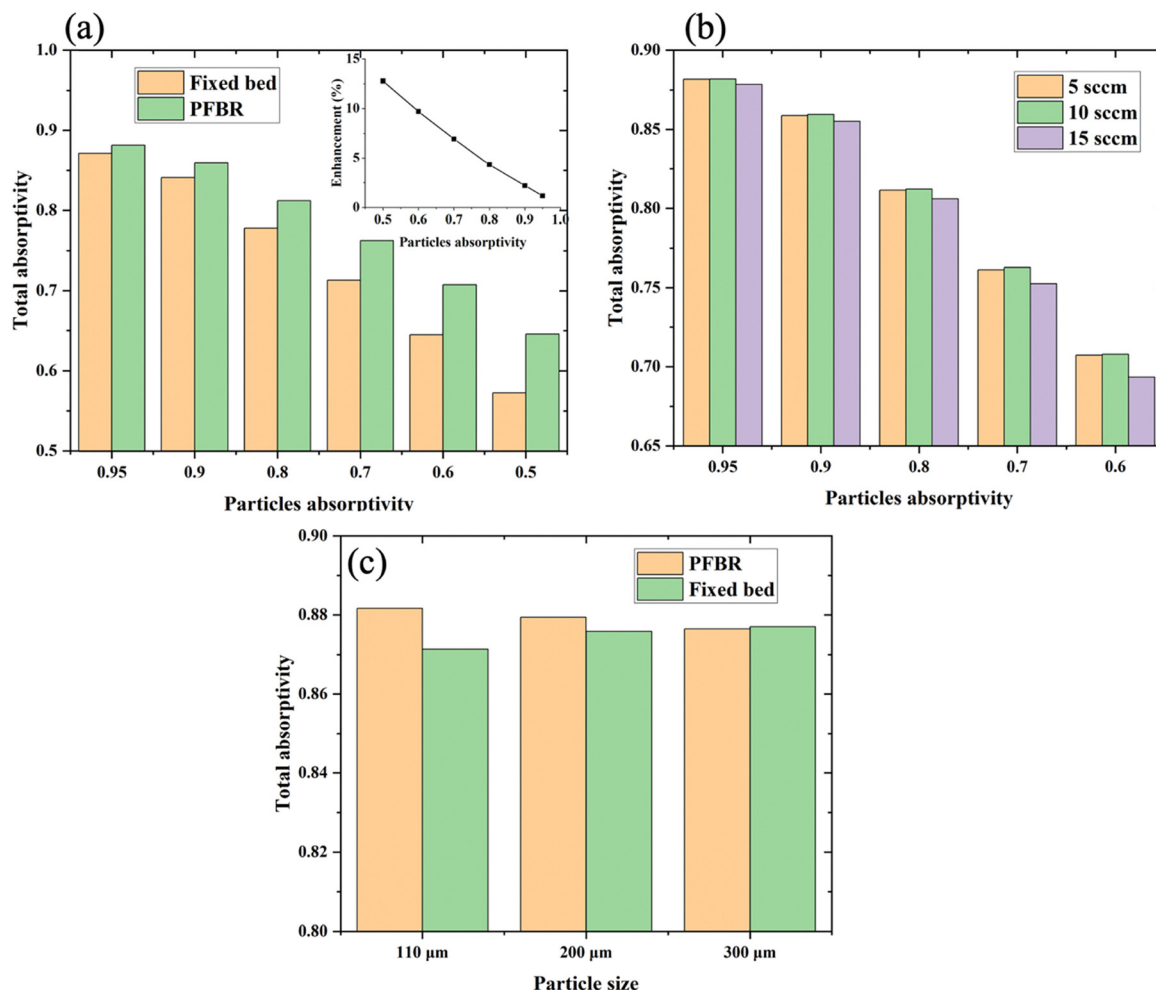 (a)
Total absorptivity
1.0
0.9
0.8
0.7
0.6
0.5
Fixed bed
PFBR
Enhancement (%)
15
10
5
0
0.5 0.6 0.7 0.8 0.9 1.0
Particles absorptivity
0.95 0.9 0.8 0.7 0.6 0.5
Particles absorptivity
(b)
Total absorptivity
0.90
0.85
0.80
0.75
0.70
0.65
5 sccm
10 sccm
15 sccm
0.95 0.9 0.8 0.7 0.6
Particles absorptivity
(c)
Total absorptivity
0.90
0.88
0.86
0.84
0.82
0.80
PFBR
Fixed bed
110 μm 200 μm 300 μm
Particle size